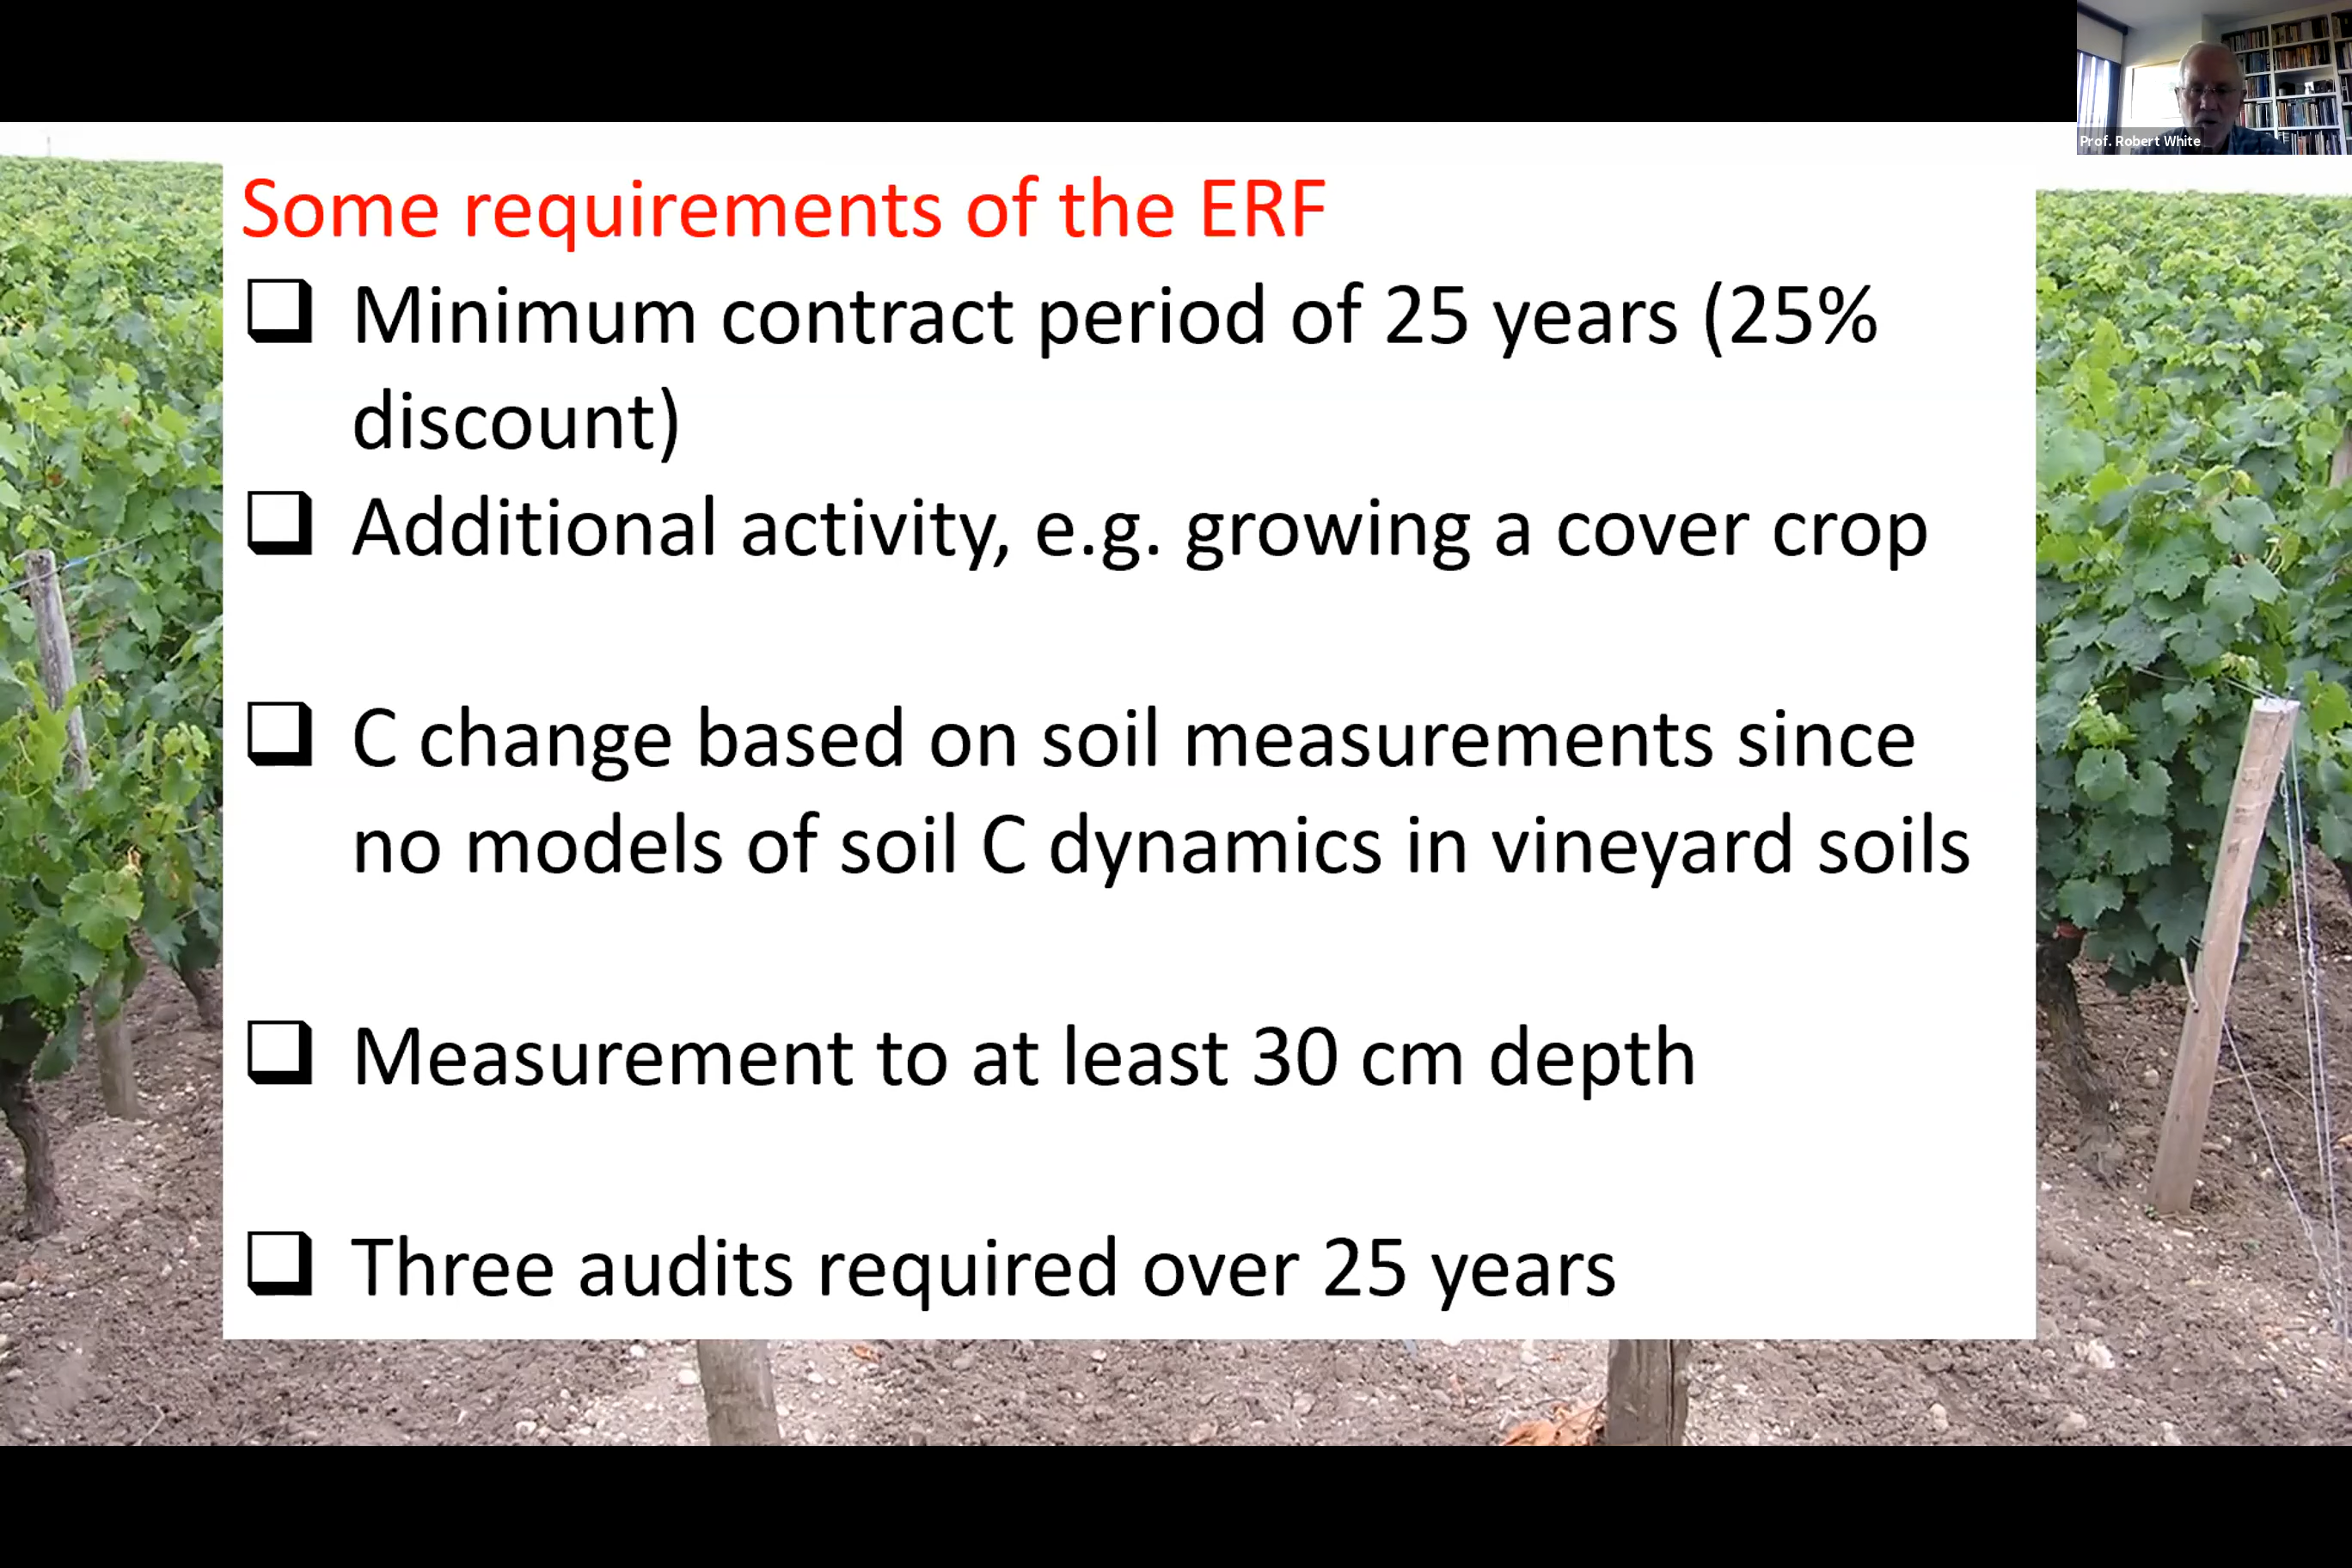 Prof. Robert White
Some requirements of the ERF
Minimum contract period of 25 years (25%
discount)
Additional activity, e.g. growing a cover crop
C change based on soil measurements since
no models of soil C dynamics in vineyard soils
Measurement to at least 30 cm depth
Three audits required over 25 years